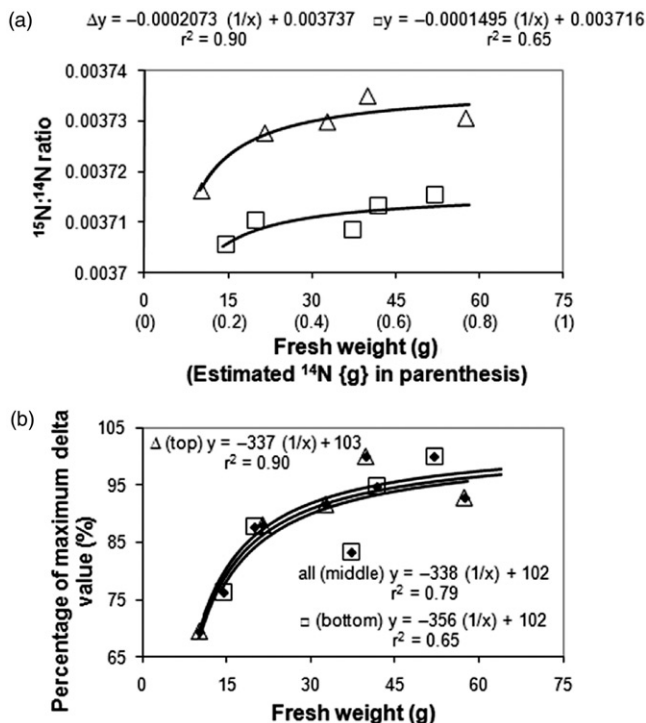 (a)
Δy = –0.0002073 (1/x) + 0.003737 □y = –0.0001495 (1/x) + 0.003716
r² = 0.90 r² = 0.65
0.00374
0.00373
0.00372
0.00371
0.0037
¹⁵N:¹⁴N ratio
0 15 30 45 60 75
(0) (0.2) (0.4) (0.6) (0.8) (1)
Fresh weight (g)
(Estimated ¹⁴N {g} in parenthesis)
(b)
105
95
85
75
65
Percentage of maximum delta
value (%)
Δ (top) y = –337 (1/x) + 103
r² = 0.90
all (middle) y = –338 (1/x) + 102
r² = 0.79
□ (bottom) y = –356 (1/x) + 102
r² = 0.65
0 15 30 45 60 75
Fresh weight (g)